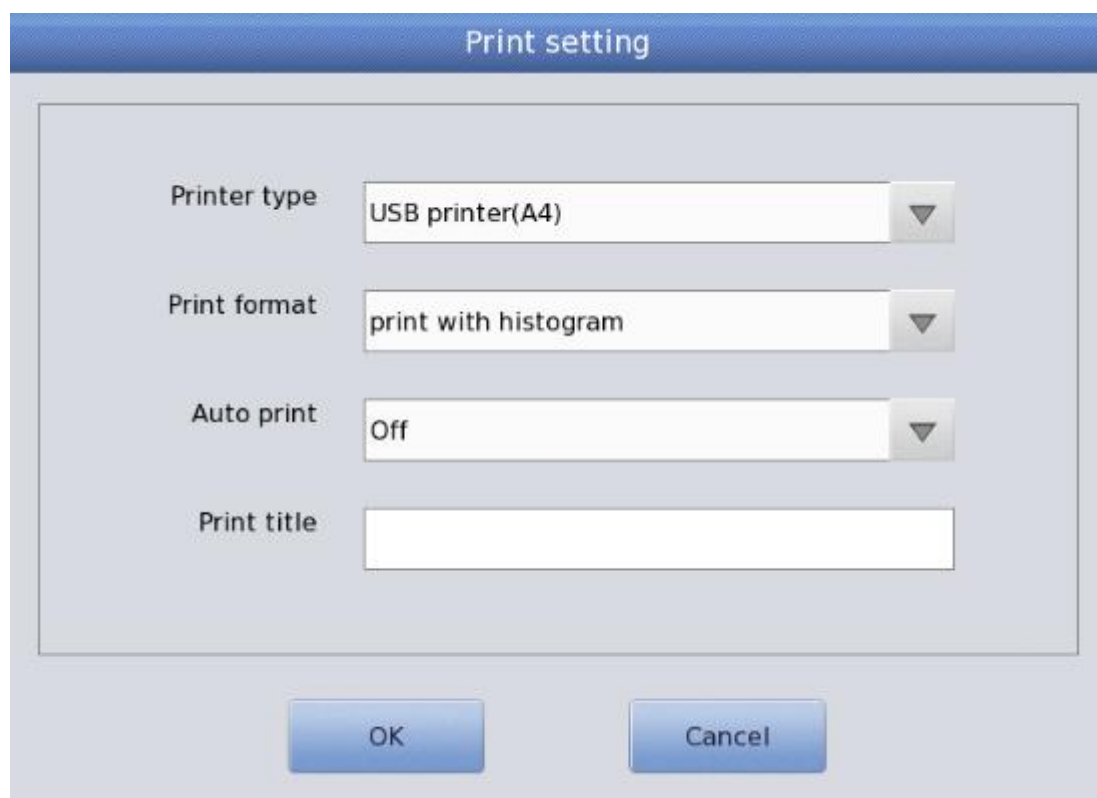 Print setting
Printer type
USB printer(A4)
Print format
print with histogram
Auto print
Off
Print title
OK
Cancel